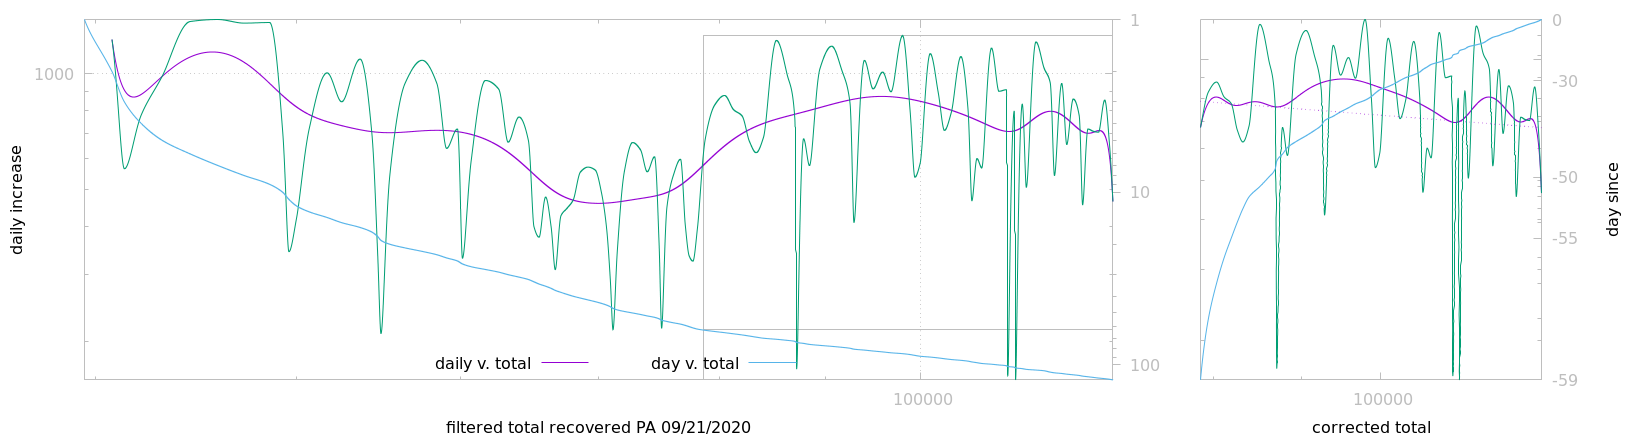 1000
daily increase
daily v. total
day v. total
1
10
100
100000
filtered total recovered PA 09/21/2020
0
-30
-50
-55
-59
day since
100000
corrected total